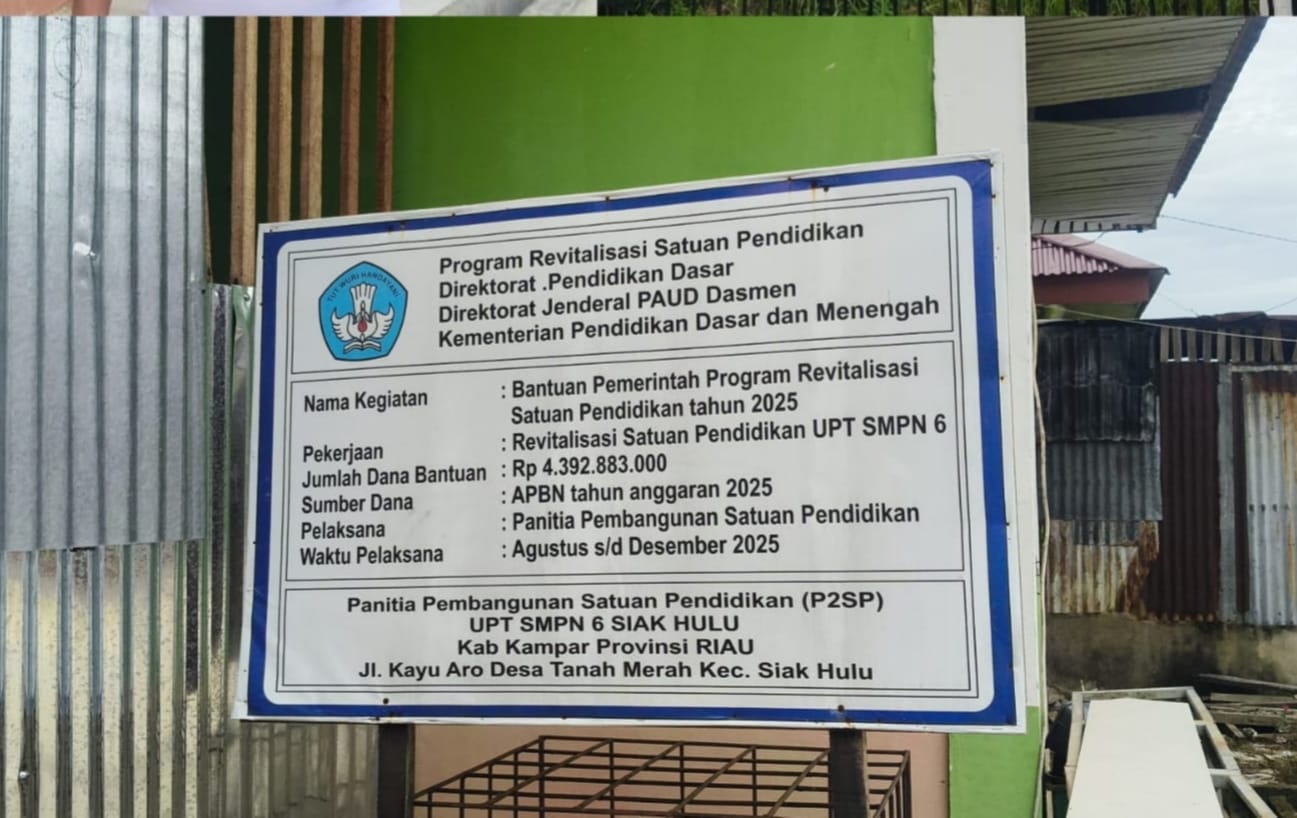 TUT WURI HANDAYANI
Program Revitalisasi Satuan Pendidikan
Direktorat .Pendidikan Dasar
Direktorat Jenderal PAUD Dasmen
Kementerian Pendidikan Dasar dan Menengah
Nama Kegiatan : Bantuan Pemerintah Program Revitalisasi
Satuan Pendidikan tahun 2025
Pekerjaan : Revitalisasi Satuan Pendidikan UPT SMPN 6
Jumlah Dana Bantuan : Rp 4.392.883.000
Sumber Dana : APBN tahun anggaran 2025
Pelaksana : Panitia Pembangunan Satuan Pendidikan
Waktu Pelaksana : Agustus s/d Desember 2025
Panitia Pembangunan Satuan Pendidikan (P2SP)
UPT SMPN 6 SIAK HULU
Kab Kampar Provinsi RIAU
Jl. Kayu Aro Desa Tanah Merah Kec. Siak Hulu